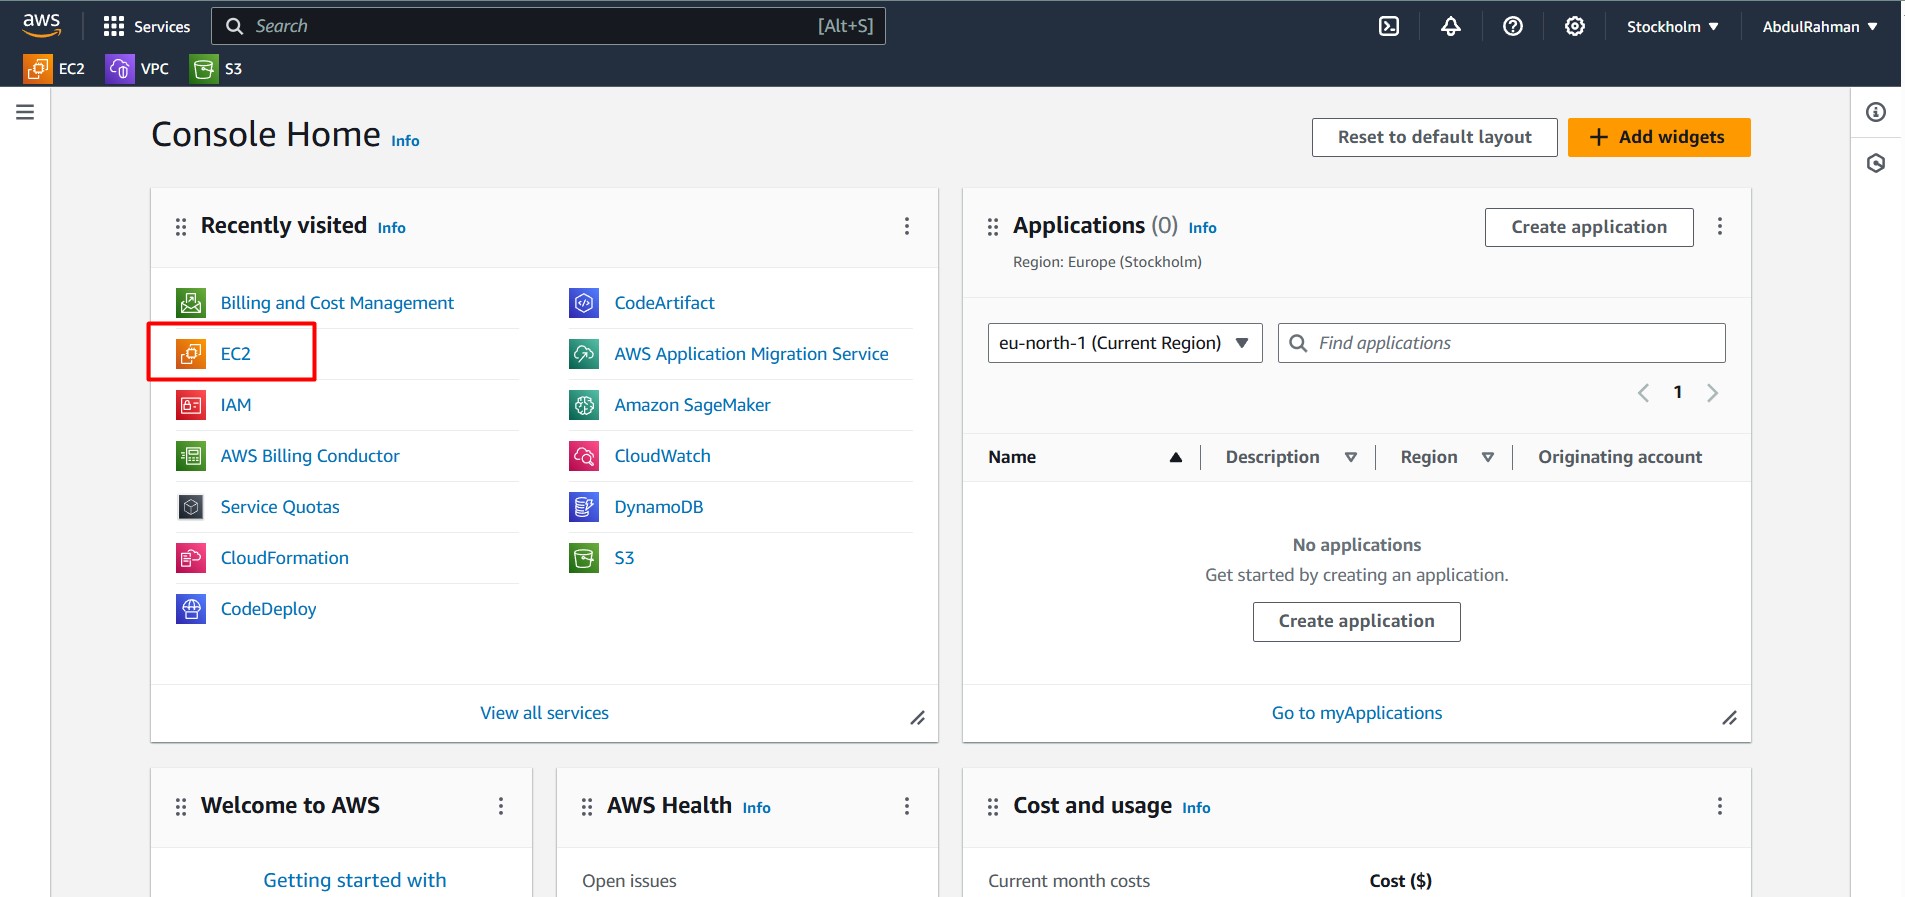 aws Services Search [Alt+S] Stockholm AbdulRahman
EC2 VPC S3
Console Home Info
Reset to default layout
Add widgets
Recently visited Info
Billing and Cost Management
EC2
IAM
AWS Billing Conductor
Service Quotas
CloudFormation
CodeDeploy
CodeArtifact
AWS Application Migration Service
Amazon SageMaker
CloudWatch
DynamoDB
S3
View all services
Applications (0) Info
Create application
Region: Europe (Stockholm)
eu-north-1 (Current Region) Find applications
1
Name Description Region Originating account
No applications
Get started by creating an application.
Create application
Go to myApplications
Welcome to AWS
Getting started with
AWS Health Info
Open issues
Cost and usage Info
Current month costs Cost ($)